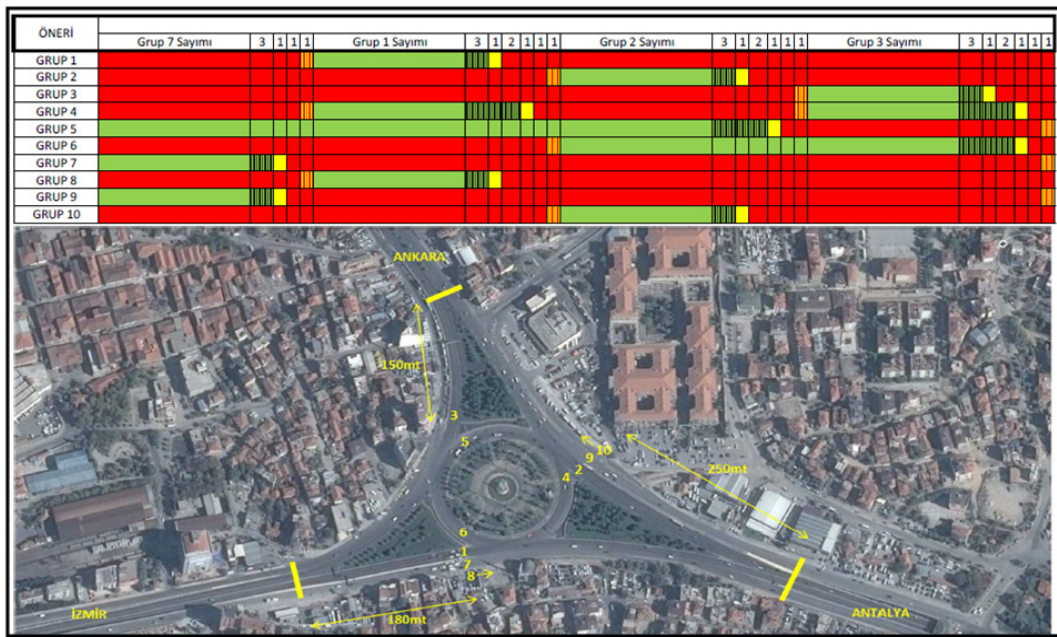 ÖNERİ
Grup 7 Sayımı 3 1 1 1 Grup 1 Sayımı 3 1 2 1 1 1 Grup 2 Sayımı 3 1 2 1 1 1 Grup 3 Sayımı 3 1 2 1 1
GRUP 1
GRUP 2
GRUP 3
GRUP 4
GRUP 5
GRUP 6
GRUP 7
GRUP 8
GRUP 9
GRUP 10
ANKARA
150mt
3
5
10
9
2
4
250mt
6
1
7
8
180mt
İZMİR
ANTALYA